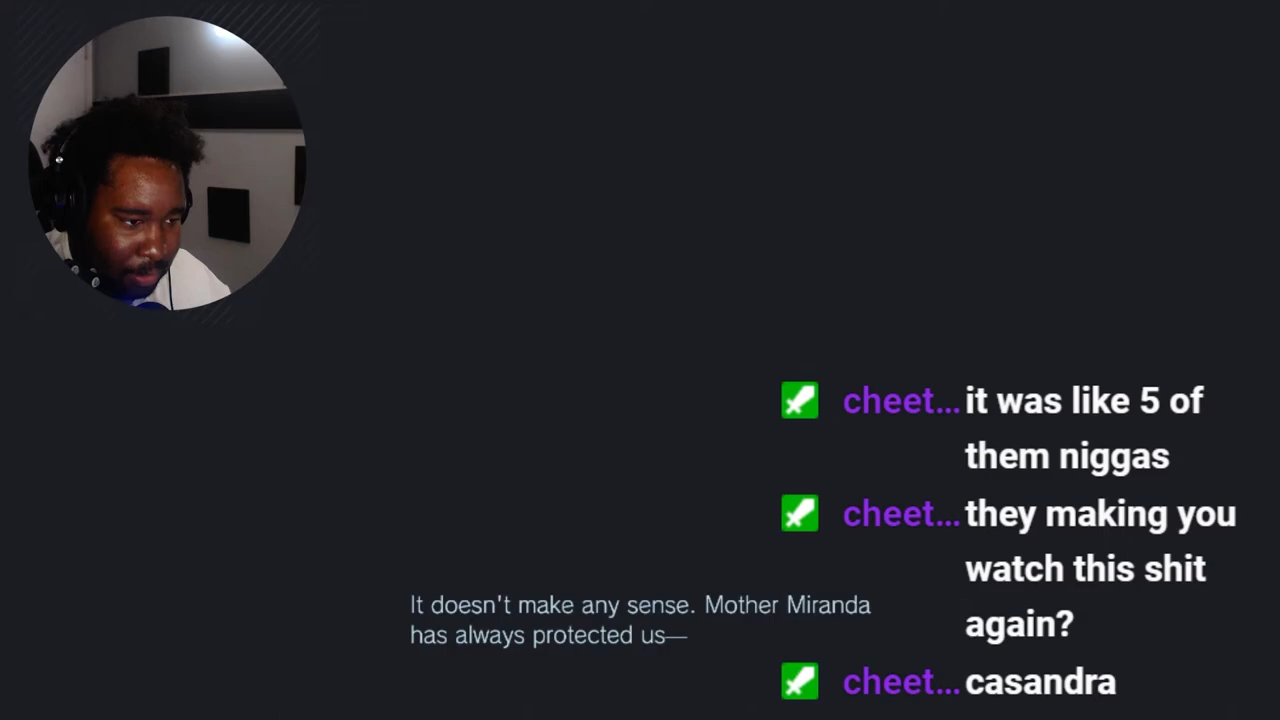 cheet... it was like 5 of
them niggas
cheet... they making you
watch this shit
again?
It doesn't make any sense. Mother Miranda
has always protected us—
cheet... casandra